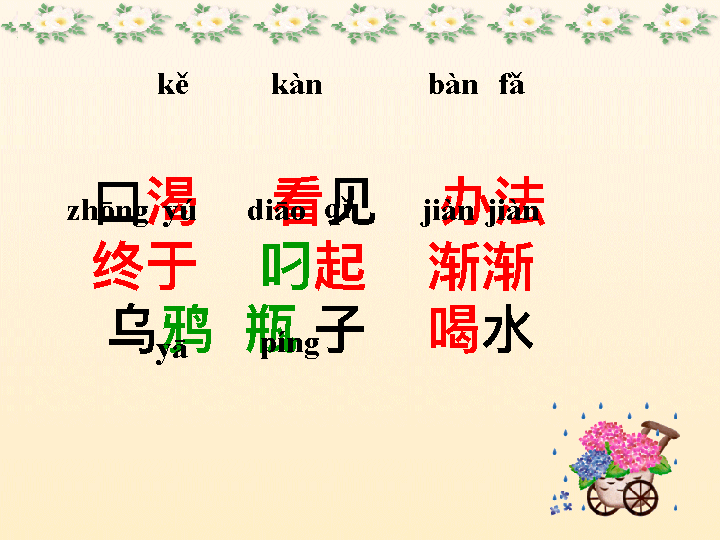 kě kàn bàn fǎ
口渴 看见 办法
zhōng yú diāo qǐ jiàn jiàn
终于 叼起 渐渐
乌鸦 瓶子 喝水
yā píng